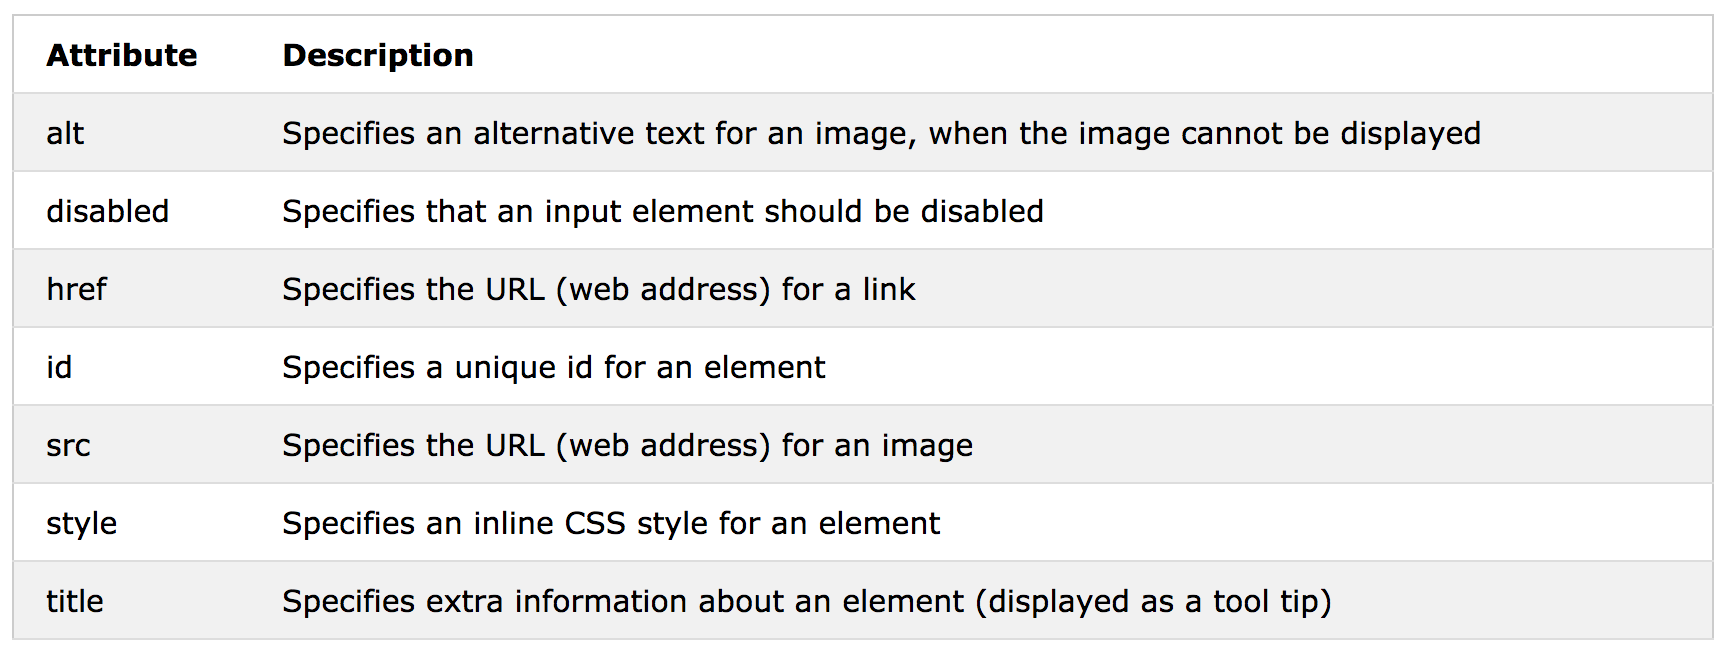 Attribute Description
alt Specifies an alternative text for an image, when the image cannot be displayed
disabled Specifies that an input element should be disabled
href Specifies the URL (web address) for a link
id Specifies a unique id for an element
src Specifies the URL (web address) for an image
style Specifies an inline CSS style for an element
title Specifies extra information about an element (displayed as a tool tip)